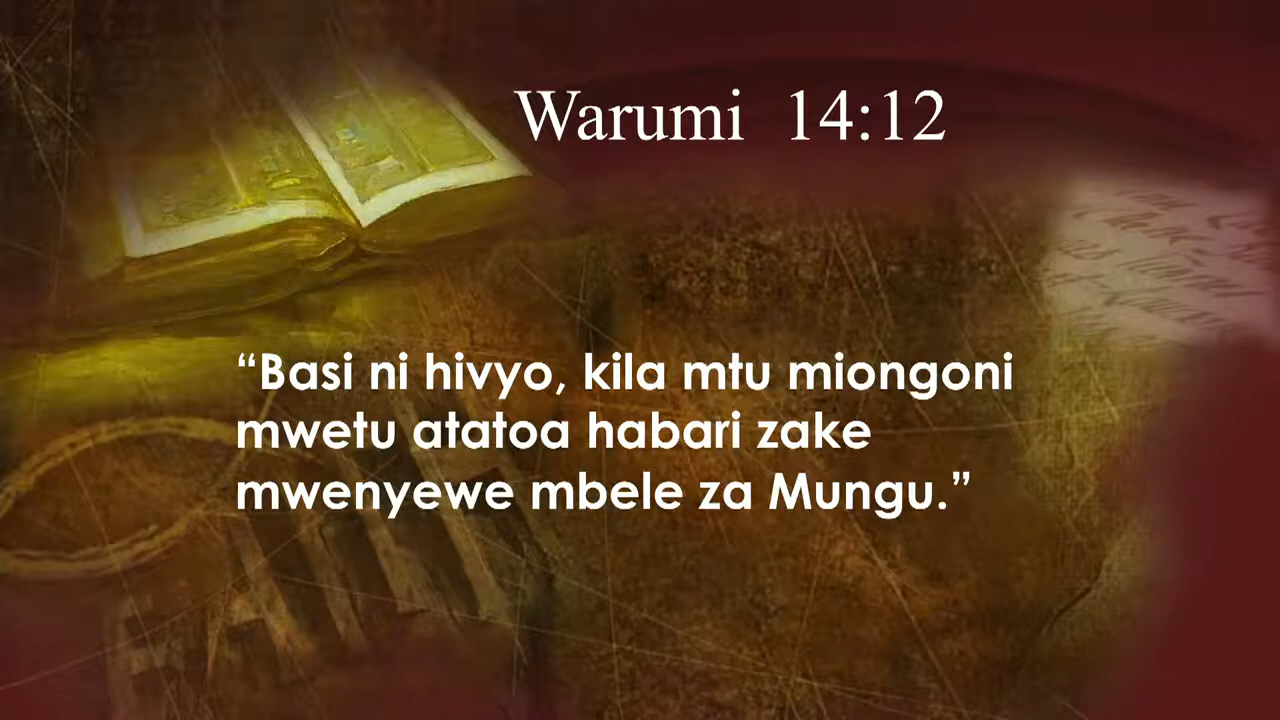 Warumi 14:12
“Basi ni hivyo, kila mtu miongoni
mwetu atatoa habari zake
mwenyewe mbele za Mungu.”